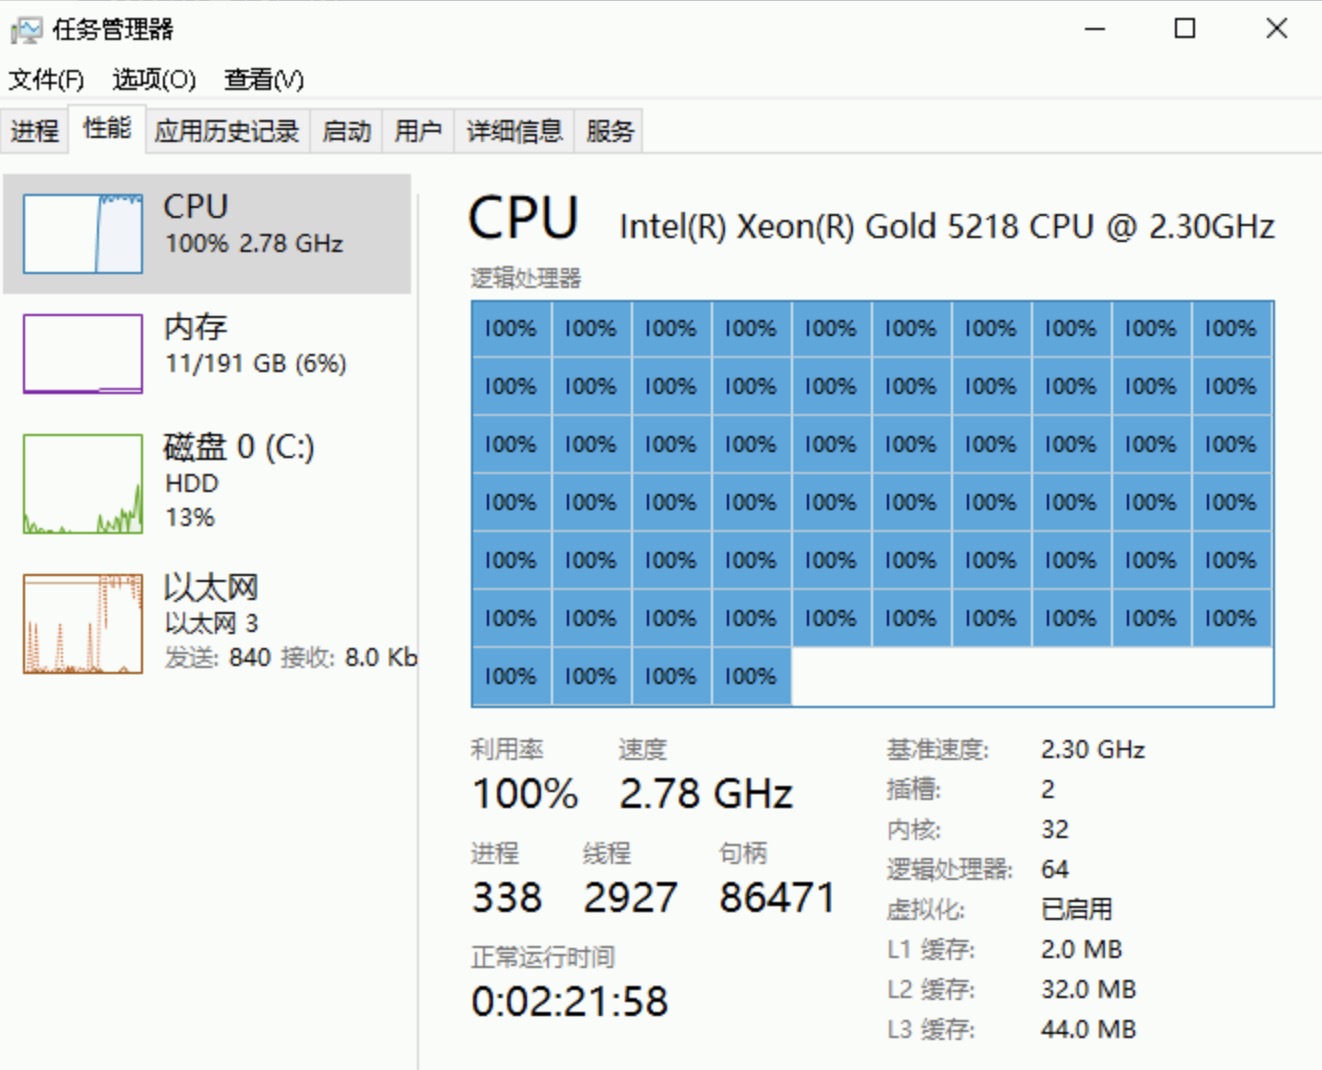 任务管理器
文件(F) 选项(O) 查看(V)
进程 性能 应用历史记录 启动 用户 详细信息 服务
CPU
100% 2.78 GHz
内存
11/191 GB (6%)
磁盘 0 (C:)
HDD
13%
以太网
以太网 3
发送: 840 接收: 8.0 Kb
CPU Intel(R) Xeon(R) Gold 5218 CPU @ 2.30GHz
逻辑处理器
100% 100% 100% 100% 100% 100% 100% 100% 100% 100%
100% 100% 100% 100% 100% 100% 100% 100% 100% 100%
100% 100% 100% 100% 100% 100% 100% 100% 100% 100%
100% 100% 100% 100% 100% 100% 100% 100% 100% 100%
100% 100% 100% 100% 100% 100% 100% 100% 100% 100%
100% 100% 100% 100% 100% 100% 100% 100% 100% 100%
100% 100% 100% 100%
利用率 速度
100% 2.78 GHz
进程 线程 句柄
338 2927 86471
正常运行时间
0:02:21:58
基准速度: 2.30 GHz
插槽: 2
内核: 32
逻辑处理器: 64
虚拟化: 已启用
L1 缓存: 2.0 MB
L2 缓存: 32.0 MB
L3 缓存: 44.0 MB